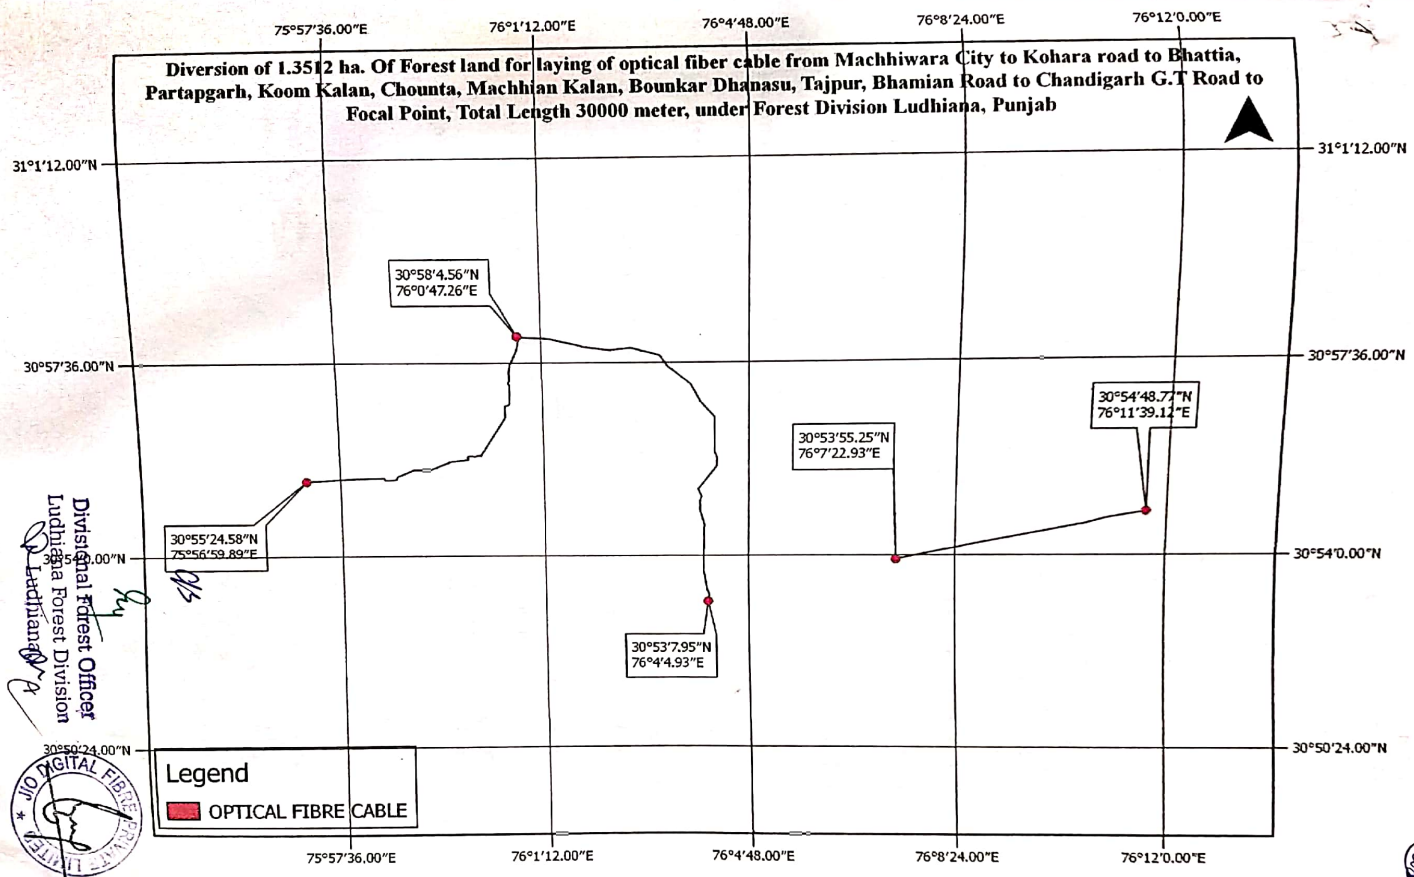 75°57'36.00"E 76°1'12.00"E 76°4'48.00"E 76°8'24.00"E 76°12'0.00"E
Diversion of 1.3512 ha. Of Forest land for laying of optical fiber cable from Machhiwara City to Kohara road to Bhattia,
Partapgarh, Koom Kalan, Chounta, Machhian Kalan, Bounkar Dhanasu, Tajpur, Bhamian Road to Chandigarh G.T Road to
Focal Point, Total Length 30000 meter, under Forest Division Ludhiana, Punjab
31°1'12.00"N 31°1'12.00"N
30°58'4.56"N
76°0'47.26"E
30°57'36.00"N 30°57'36.00"N
30°54'48.77"N
76°11'39.12"E
30°53'55.25"N
76°7'22.93"E
30°55'24.58"N
75°56'59.89"E
30°54'0.00"N 30°54'0.00"N
30°53'7.95"N
76°4'4.93"E
Divisional Forest Officer
Ludhiana Forest Division
Ludhiana
30°50'24.00"N 30°50'24.00"N
Legend
OPTICAL FIBRE CABLE
JIO DIGITAL FIBRE PRIVATE LIMITED
75°57'36.00"E 76°1'12.00"E 76°4'48.00"E 76°8'24.00"E 76°12'0.00"E